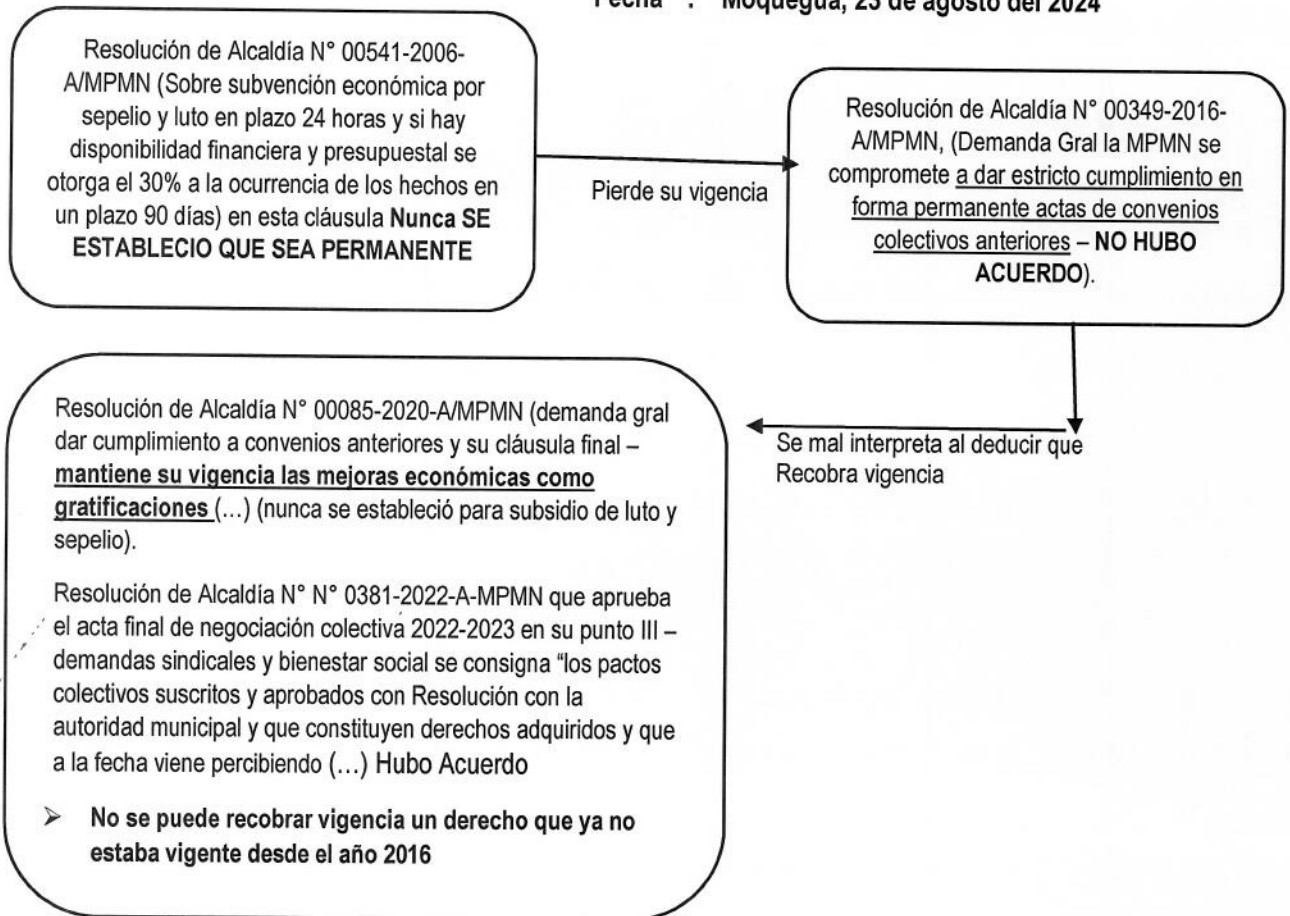 Fecha : Moquegua, 23 de agosto del 2024
Resolución de Alcaldía N° 00541-2006-
A/MPMN (Sobre subvención económica por
sepelio y luto en plazo 24 horas y si hay
disponibilidad financiera y presupuestal se
otorga el 30% a la ocurrencia de los hechos en
un plazo 90 días) en esta cláusula Nunca SE
ESTABLECIO QUE SEA PERMANENTE
Pierde su vigencia
Resolución de Alcaldía N° 00349-2016-
A/MPMN, (Demanda Gral la MPMN se
compromete a dar estricto cumplimiento en
forma permanente actas de convenios
colectivos anteriores – NO HUBO
ACUERDO).
Se mal interpreta al deducir que
Recobra vigencia
Resolución de Alcaldía N° 00085-2020-A/MPMN (demanda gral
dar cumplimiento a convenios anteriores y su cláusula final –
mantiene su vigencia las mejoras económicas como
gratificaciones (...) (nunca se estableció para subsidio de luto y
sepelio).
Resolución de Alcaldía N° N° 0381-2022-A-MPMN que aprueba
el acta final de negociación colectiva 2022-2023 en su punto III –
demandas sindicales y bienestar social se consigna “los pactos
colectivos suscritos y aprobados con Resolución con la
autoridad municipal y que constituyen derechos adquiridos y que
a la fecha viene percibiendo (...) Hubo Acuerdo
➢ No se puede recobrar vigencia un derecho que ya no
estaba vigente desde el año 2016